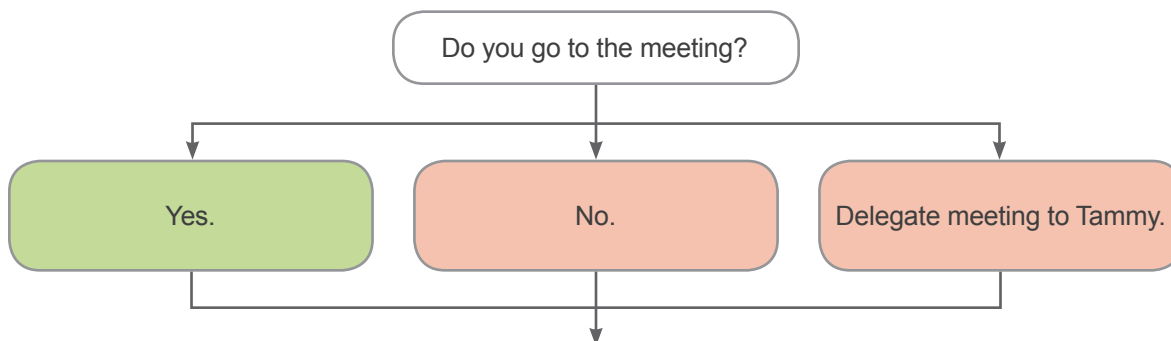 Do you go to the meeting?
Yes.
No.
Delegate meeting to Tammy.